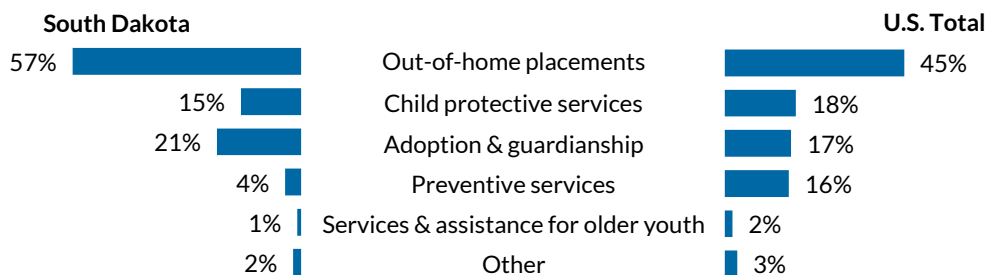 South Dakota U.S. Total
57% Out-of-home placements 45%
15% Child protective services 18%
21% Adoption & guardianship 17%
4% Preventive services 16%
1% Services & assistance for older youth 2%
2% Other 3%